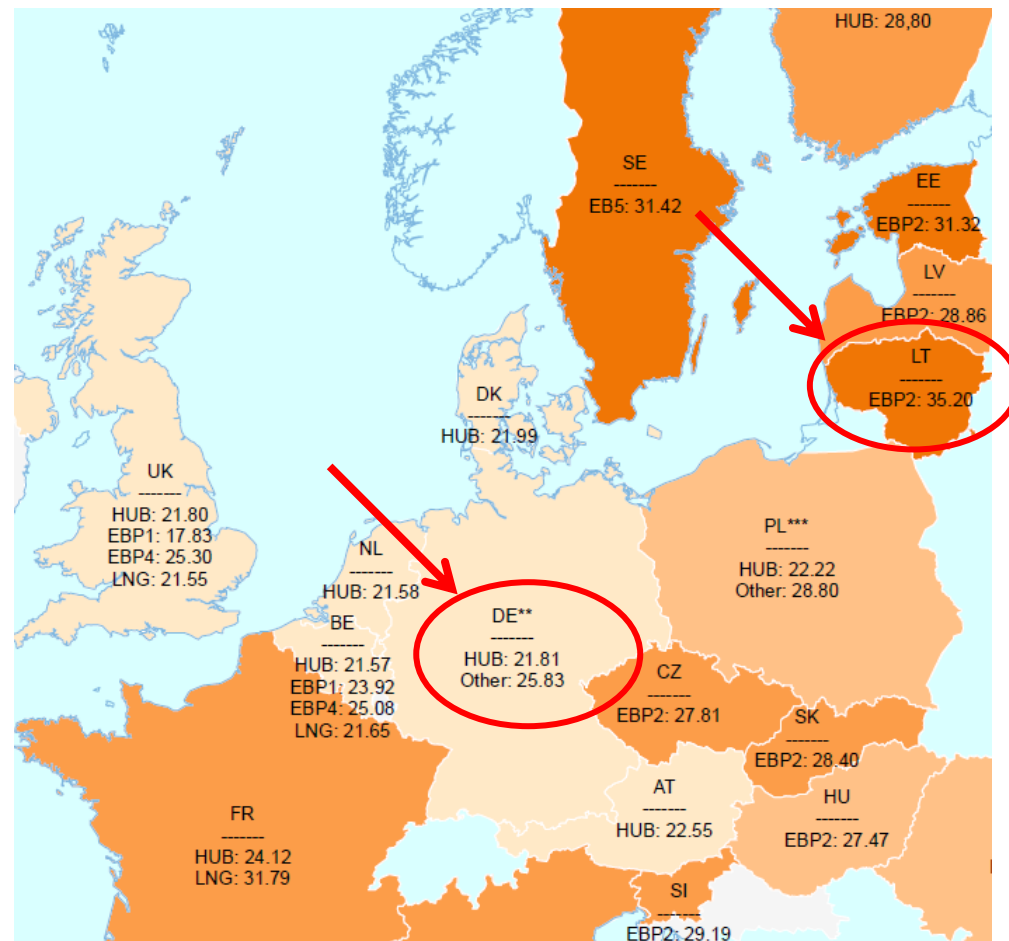 HUB: 28,80
SE
-------
EB5: 31.42
EE
-------
EBP2: 31.32
LV
-------
EBP2: 28.86
LT
-------
EBP2: 35.20
DK
-------
HUB: 21.99
UK
-------
HUB: 21.80
EBP1: 17.83
EBP4: 25.30
LNG: 21.55
NL
-------
HUB: 21.58
BE
-------
HUB: 21.57
EBP1: 23.92
EBP4: 25.08
LNG: 21.65
DE**
-------
HUB: 21.81
Other: 25.83
PL***
-------
HUB: 22.22
Other: 28.80
CZ
-------
EBP2: 27.81
SK
-------
EBP2: 28.40
AT
-------
HUB: 22.55
HU
-------
EBP2: 27.47
FR
-------
HUB: 24.12
LNG: 31.79
SI
-------
EBP2: 29.19